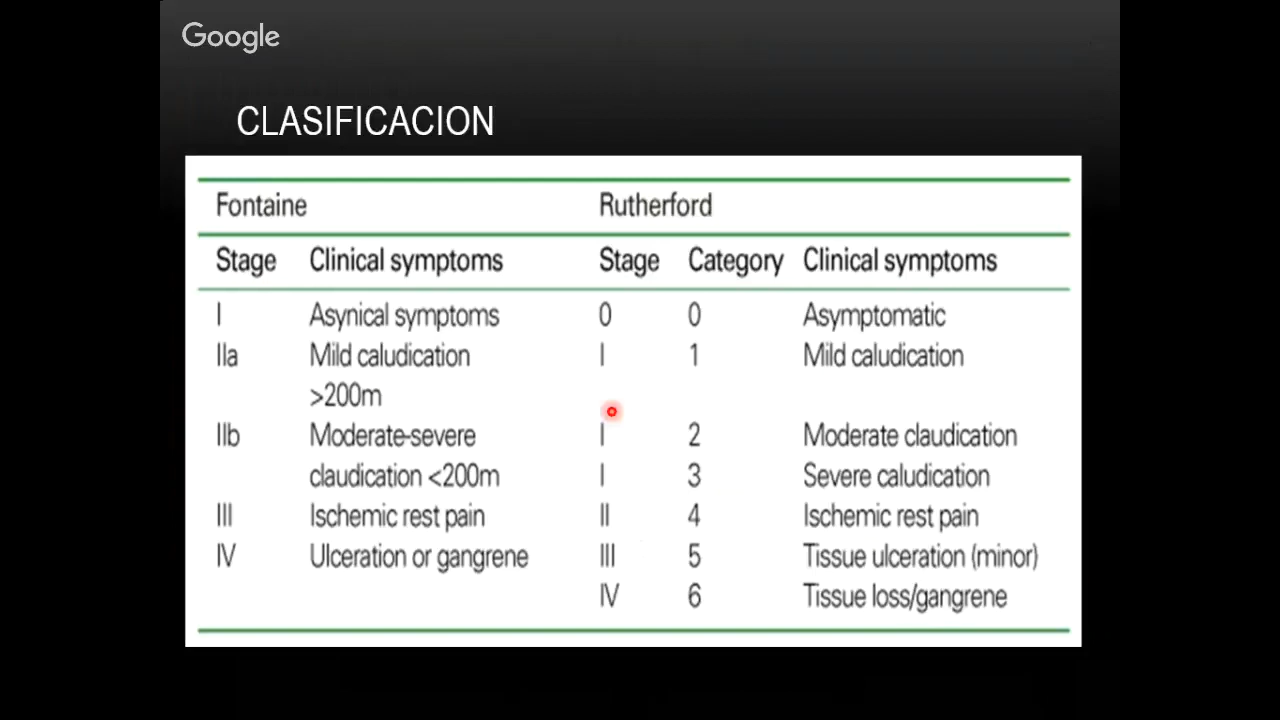 Google
CLASIFICACION
Fontaine Rutherford
Stage Clinical symptoms Stage Category Clinical symptoms
I Asynical symptoms 0 0 Asymptomatic
IIa Mild caludication I 1 Mild caludication
>200m
IIb Moderate-severe I 2 Moderate claudication
claudication <200m I 3 Severe caludication
III Ischemic rest pain II 4 Ischemic rest pain
IV Ulceration or gangrene III 5 Tissue ulceration (minor)
IV 6 Tissue loss/gangrene